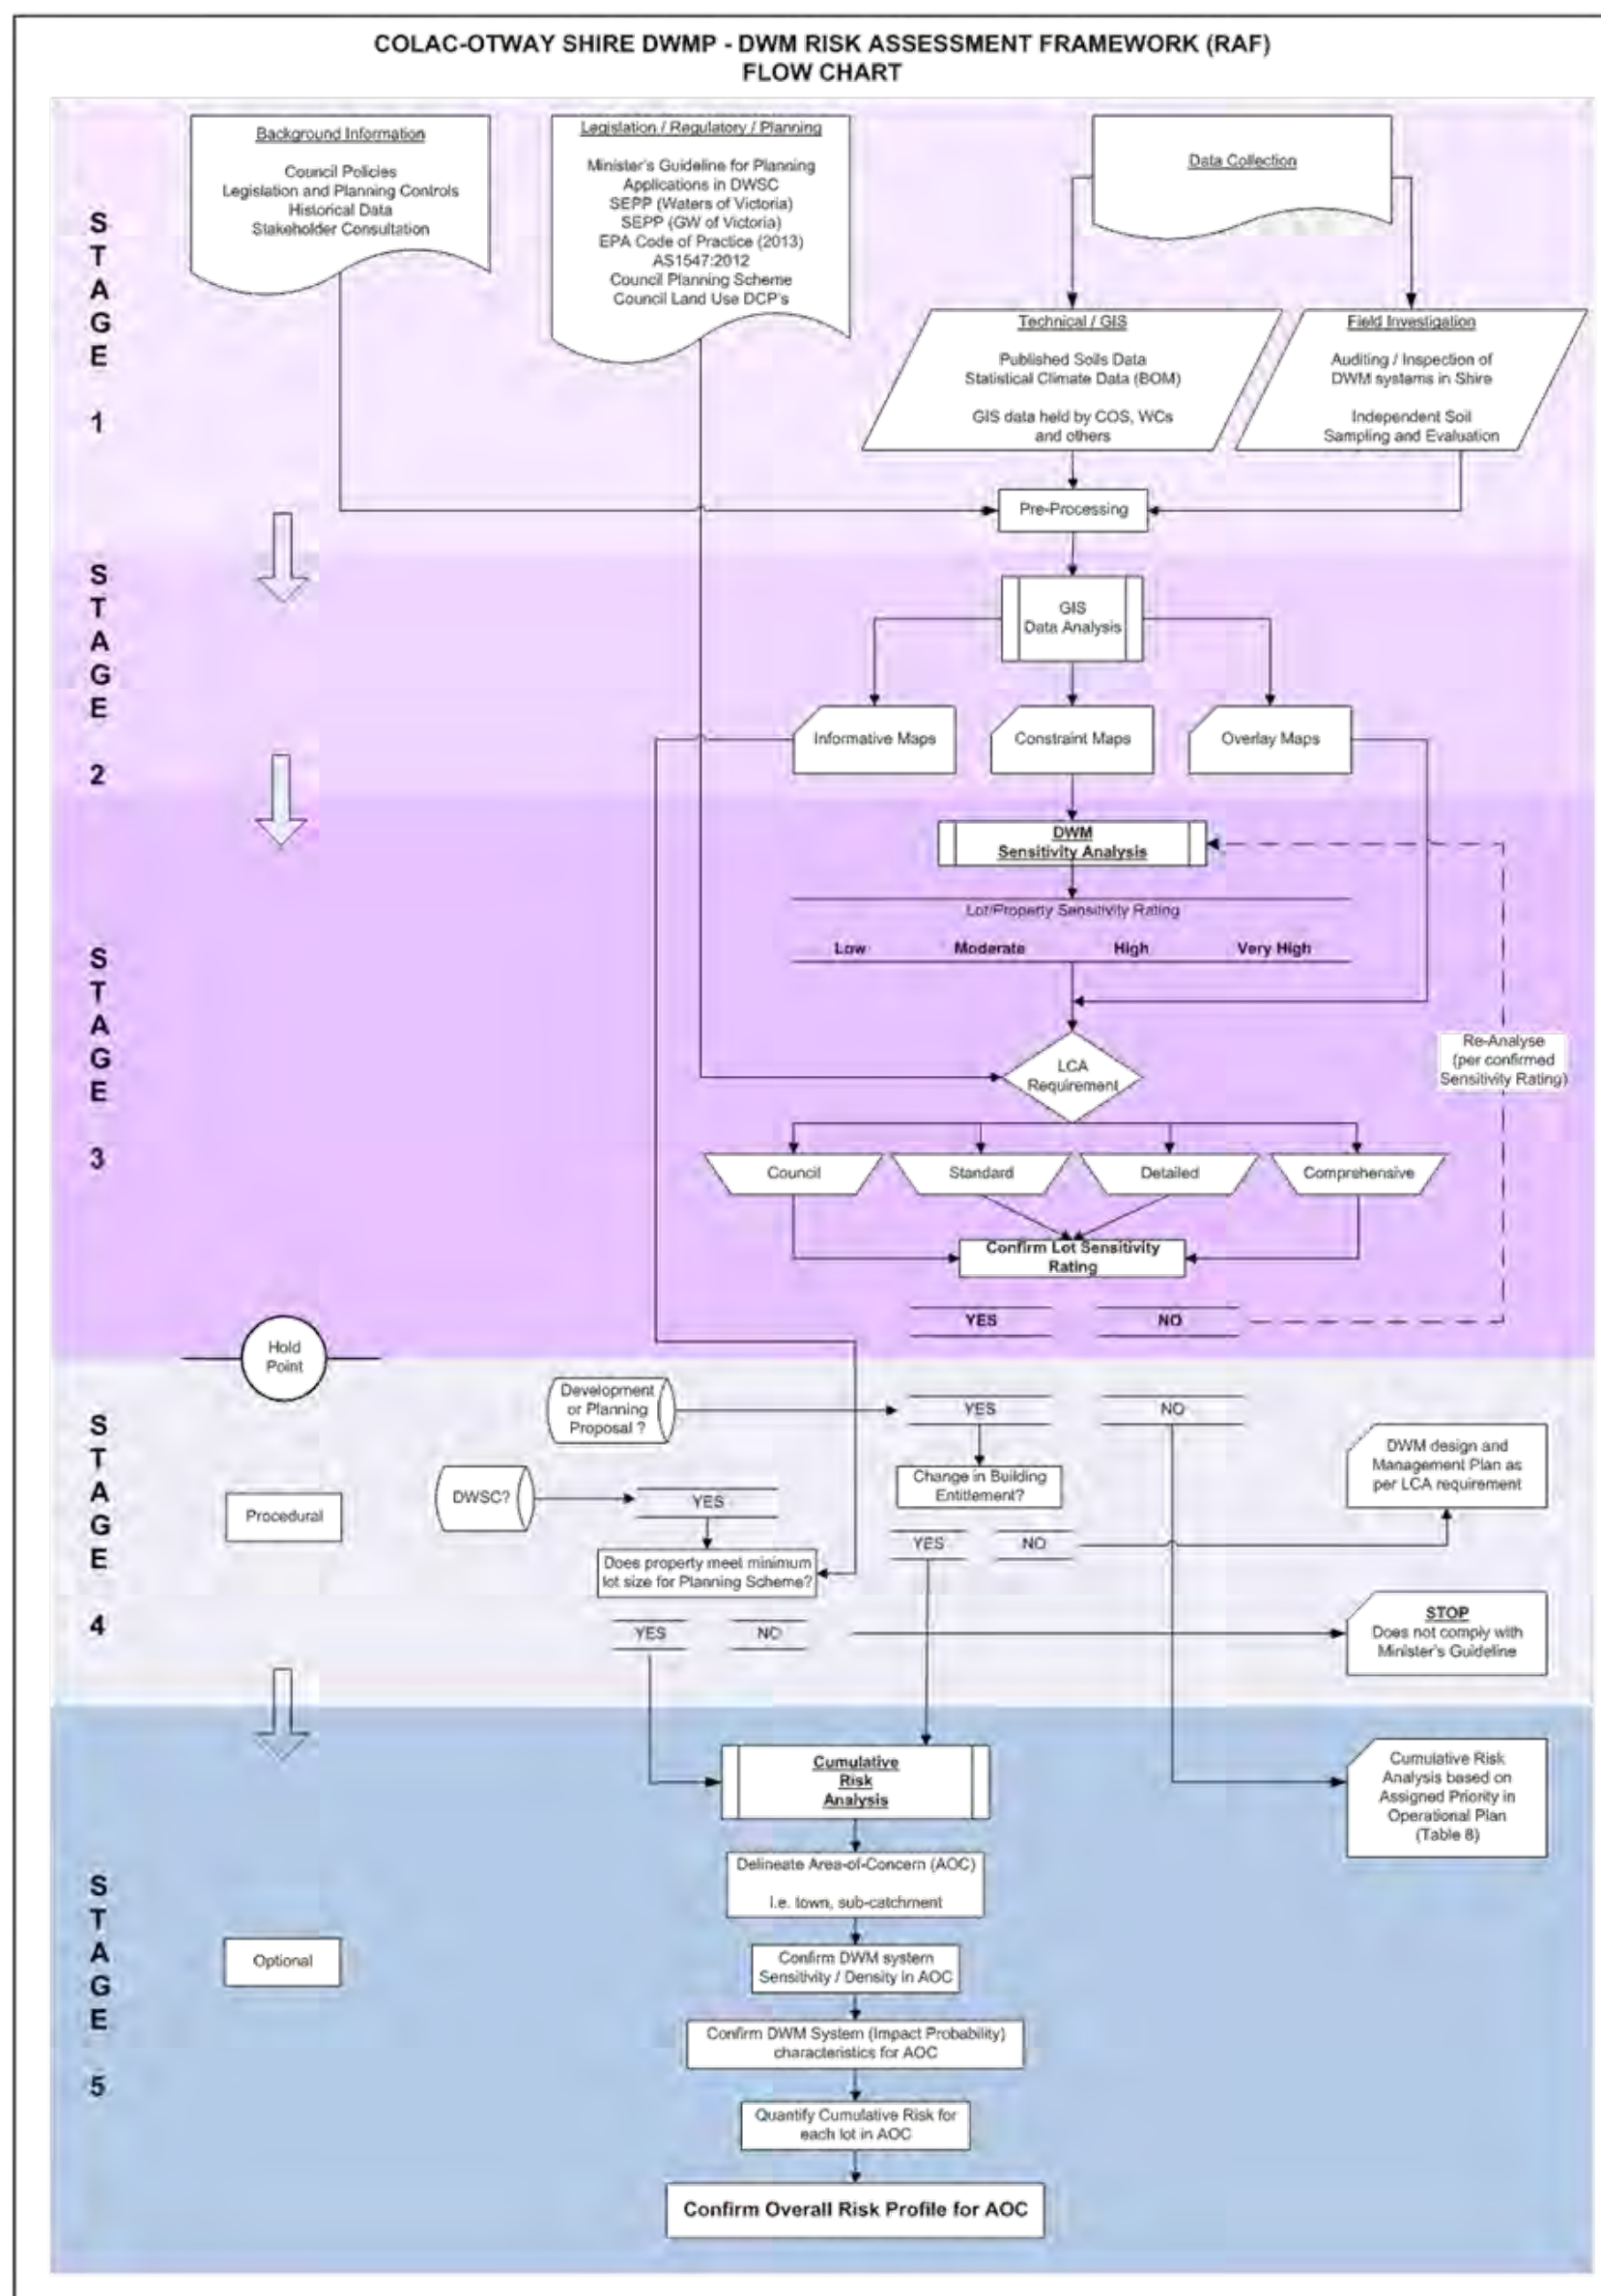 COLAC-OTWAY SHIRE DWMP - DWM RISK ASSESSMENT FRAMEWORK (RAF)
FLOW CHART
STAGE 1
Background Information
Council Policies
Legislation and Planning Controls
Historical Data
Stakeholder Consultation
Legislation / Regulatory / Planning
Minister's Guideline for Planning
Applications in DWSC
SEPP (Waters of Victoria)
SEPP (GW of Victoria)
EPA Code of Practice (2013)
AS1547:2012
Council Planning Scheme
Council Land Use DCP's
Data Collection
Technical / GIS
Published Soils Data
Statistical Climate Data (BOM)
GIS data held by COS, WCs
and others
Field Investigation
Auditing / Inspection of
DWM systems in Shire
Independent Soil
Sampling and Evaluation
Pre-Processing
STAGE 2
GIS
Data Analysis
Informative Maps
Constraint Maps
Overlay Maps
STAGE 3
DWM
Sensitivity Analysis
Lot/Property Sensitivity Rating
Low
Moderate
High
Very High
LCA
Requirement
Re-Analyse
(per confirmed
Sensitivity Rating)
Council
Standard
Detailed
Comprehensive
Confirm Lot Sensitivity
Rating
YES
NO
Hold
Point
STAGE 4
Procedural
Development
or Planning
Proposal ?
YES
NO
DWSC?
YES
Change in Building
Entitlement?
DWM design and
Management Plan as
per LCA requirement
YES
NO
Does property meet minimum
lot size for Planning Scheme?
YES
NO
STOP
Does not comply with
Minister's Guideline
STAGE 5
Optional
Cumulative
Risk
Analysis
Cumulative Risk
Analysis based on
Assigned Priority in
Operational Plan
(Table 8)
Delineate Area-of-Concern (AOC)
I.e. town, sub-catchment
Confirm DWM system
Sensitivity / Density in AOC
Confirm DWM System (Impact Probability)
characteristics for AOC
Quantify Cumulative Risk for
each lot in AOC
Confirm Overall Risk Profile for AOC